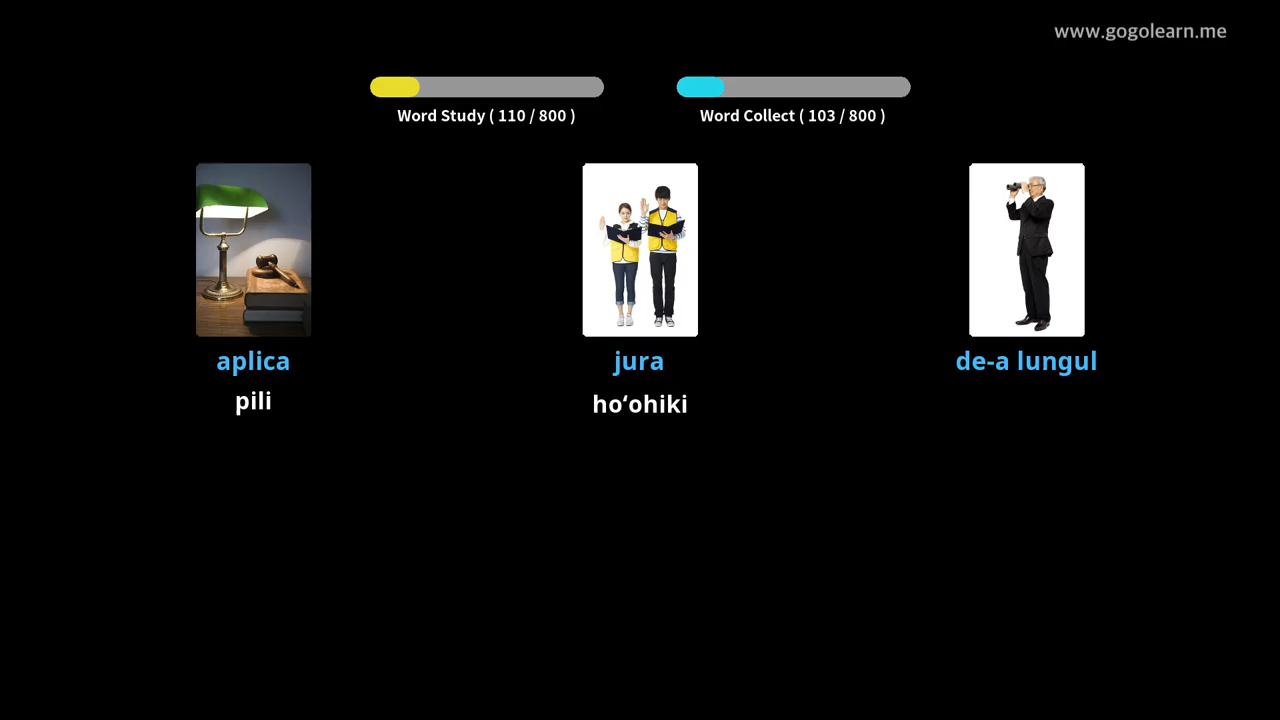 www.gogolearn.me
Word Study ( 110 / 800 )
Word Collect ( 103 / 800 )
aplica
jura
de-a lungul
pili
hoʻohiki